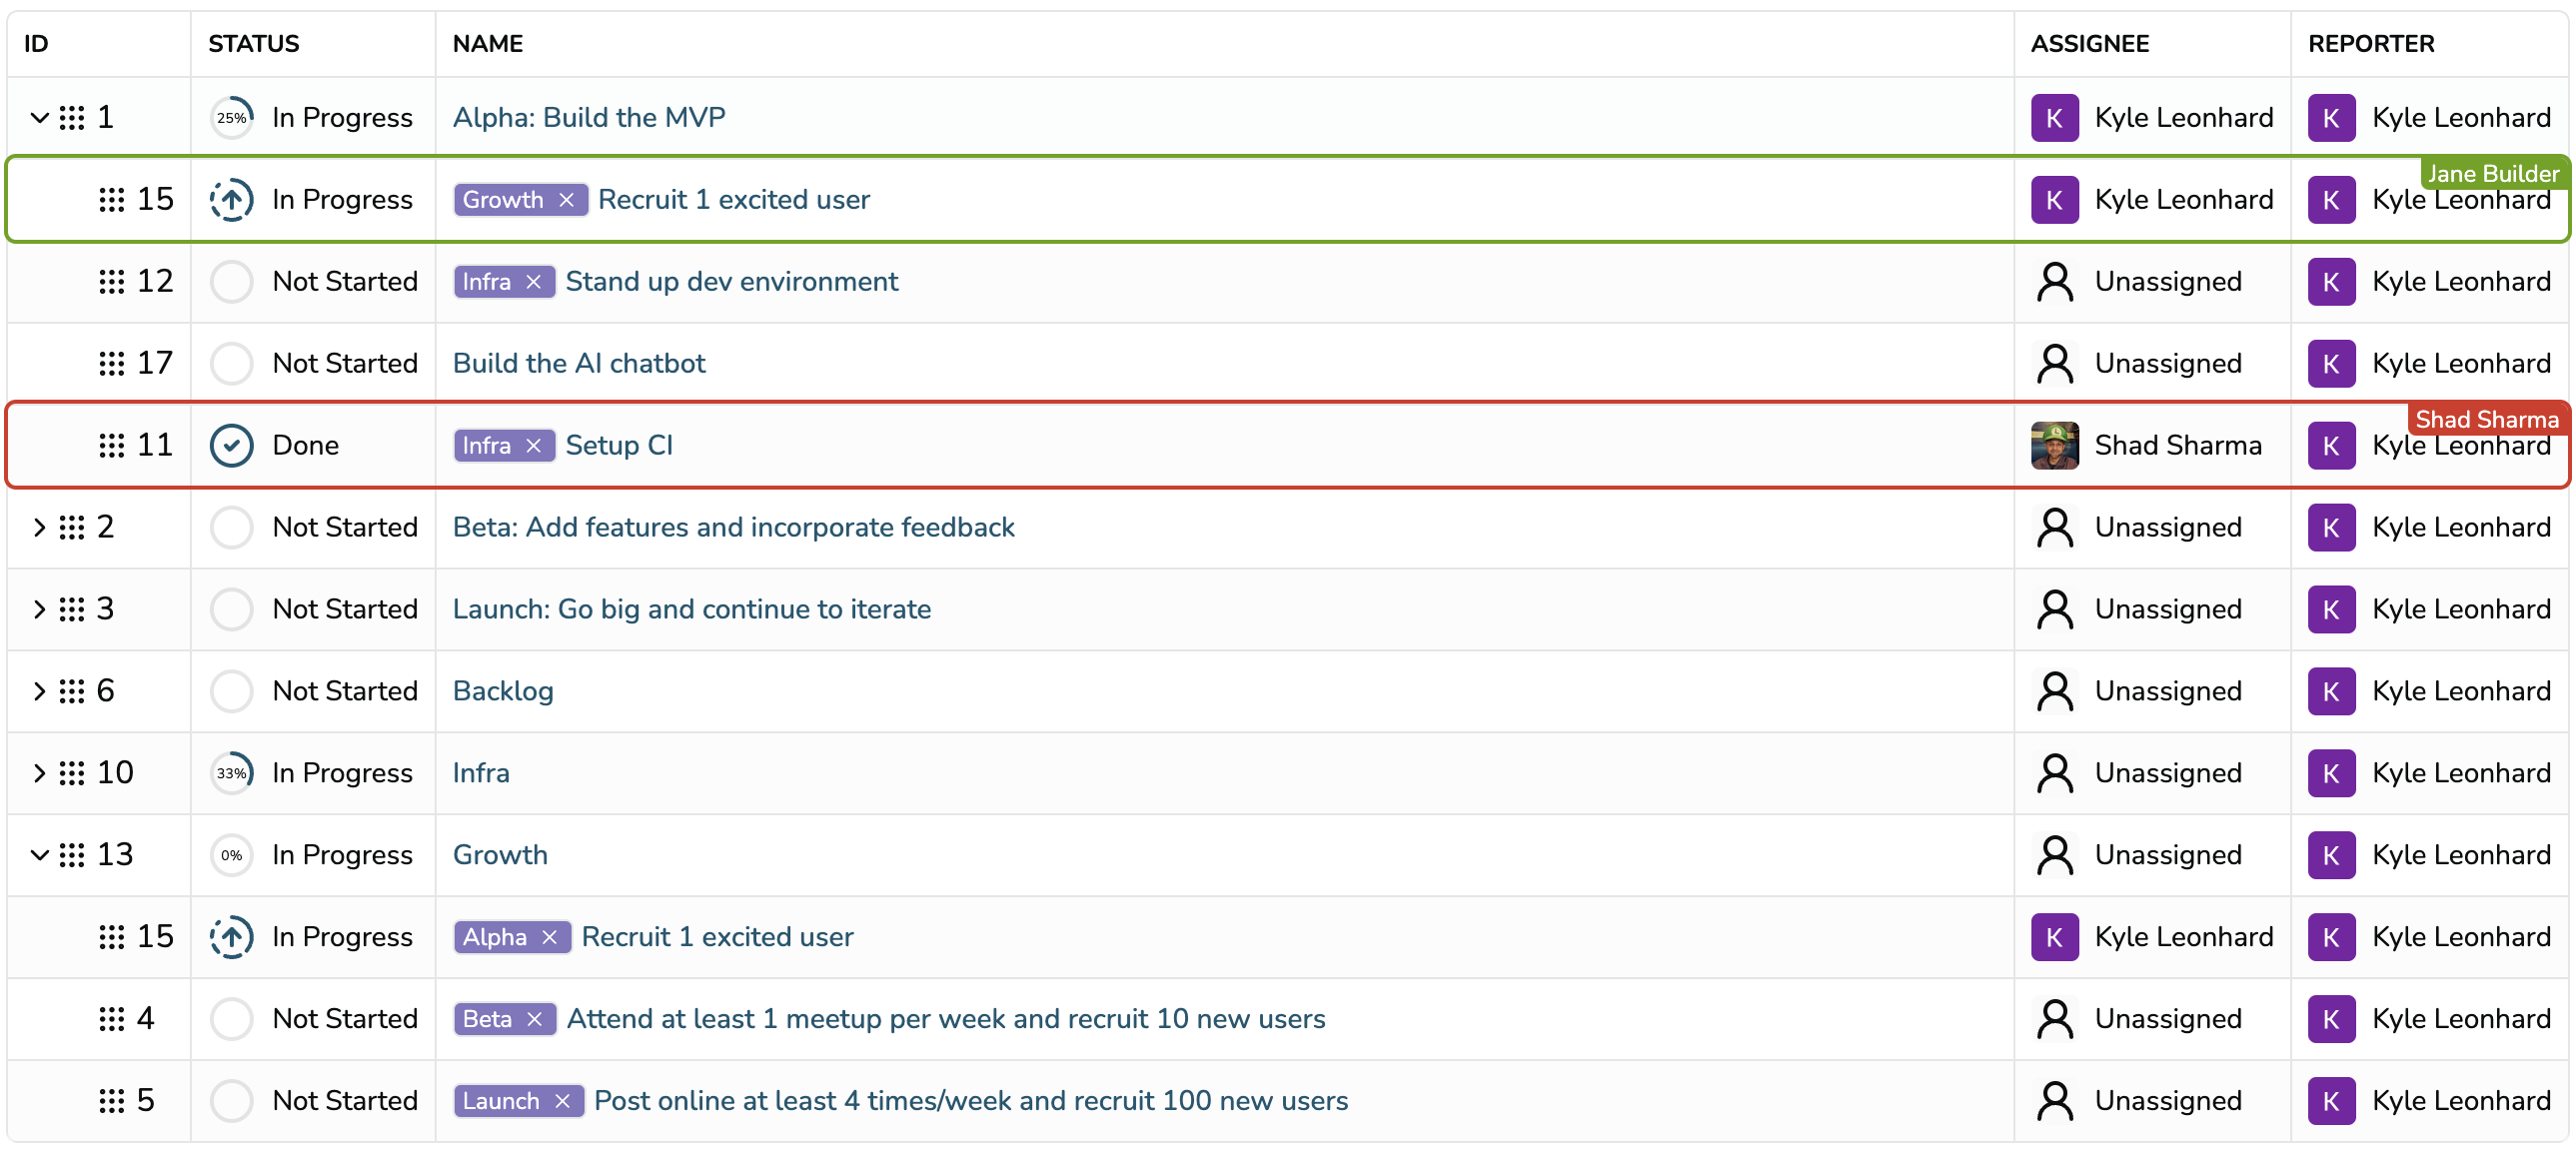 ID STATUS NAME ASSIGNEE REPORTER
1 25% In Progress Alpha: Build the MVP K Kyle Leonhard K Kyle Leonhard
Jane Builder
15 In Progress Growth × Recruit 1 excited user K Kyle Leonhard K Kyle Leonhard
12 Not Started Infra × Stand up dev environment Unassigned K Kyle Leonhard
17 Not Started Build the AI chatbot Unassigned K Kyle Leonhard
Shad Sharma
11 Done Infra × Setup CI Shad Sharma K Kyle Leonhard
2 Not Started Beta: Add features and incorporate feedback Unassigned K Kyle Leonhard
3 Not Started Launch: Go big and continue to iterate Unassigned K Kyle Leonhard
6 Not Started Backlog Unassigned K Kyle Leonhard
10 33% In Progress Infra Unassigned K Kyle Leonhard
13 0% In Progress Growth Unassigned K Kyle Leonhard
15 In Progress Alpha × Recruit 1 excited user K Kyle Leonhard K Kyle Leonhard
4 Not Started Beta × Attend at least 1 meetup per week and recruit 10 new users Unassigned K Kyle Leonhard
5 Not Started Launch × Post online at least 4 times/week and recruit 100 new users Unassigned K Kyle Leonhard